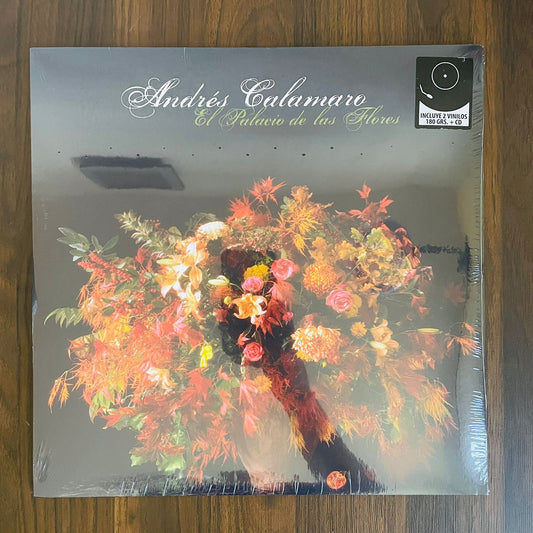 Andrés Calamaro
El Palacio de las Flores
INCLUYE 2 VINILOS
180 GRS. + CD